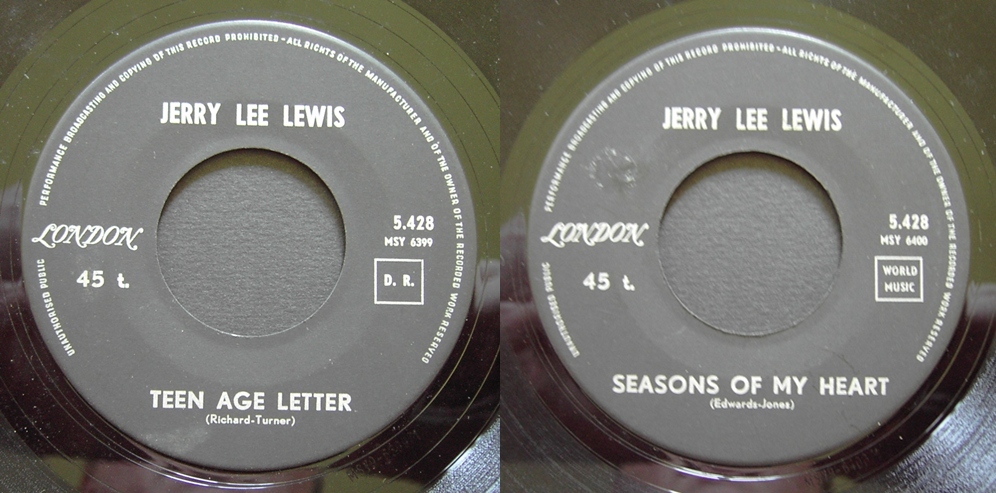 UNAUTHORISED PUBLIC PERFORMANCE BROADCASTING AND COPYING OF THIS RECORD PROHIBITED - ALL RIGHTS OF THE MANUFACTURER AND OF THE OWNER OF THE RECORDED WORK RESERVED
JERRY LEE LEWIS
LONDON
5.428
MSY 6399
45 t.
D. R.
TEEN AGE LETTER
(Richard-Turner)
UNAUTHORISED PUBLIC PERFORMANCE BROADCASTING AND COPYING OF THIS RECORD PROHIBITED - ALL RIGHTS OF THE MANUFACTURER AND OF THE OWNER OF THE RECORDED WORK RESERVED
JERRY LEE LEWIS
LONDON
5.428
MSY 6400
45 t.
WORLD
MUSIC
SEASONS OF MY HEART
(Edwards-Jones)